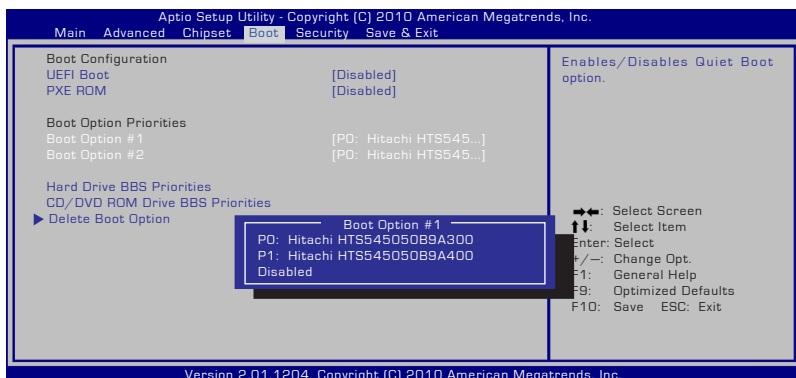 Aptio Setup Utility - Copyright (C) 2010 American Megatrends, Inc.
Main Advanced Chipset Boot Security Save & Exit
Boot Configuration
UEFI Boot [Disabled]
PXE ROM [Disabled]
Boot Option Priorities
Boot Option #1 [P0: Hitachi HTS545...]
Boot Option #2 [P0: Hitachi HTS545...]
Hard Drive BBS Priorities
CD/DVD ROM Drive BBS Priorities
Delete Boot Option
Boot Option #1
P0: Hitachi HTS545050B9A300
P1: Hitachi HTS545050B9A400
Disabled
Enables/Disables Quiet Boot
option.
→←: Select Screen
↑↓: Select Item
Enter: Select
+/—: Change Opt.
F1: General Help
F9: Optimized Defaults
F10: Save ESC: Exit
Version 2.01.1204. Copyright (C) 2010 American Megatrends, Inc.